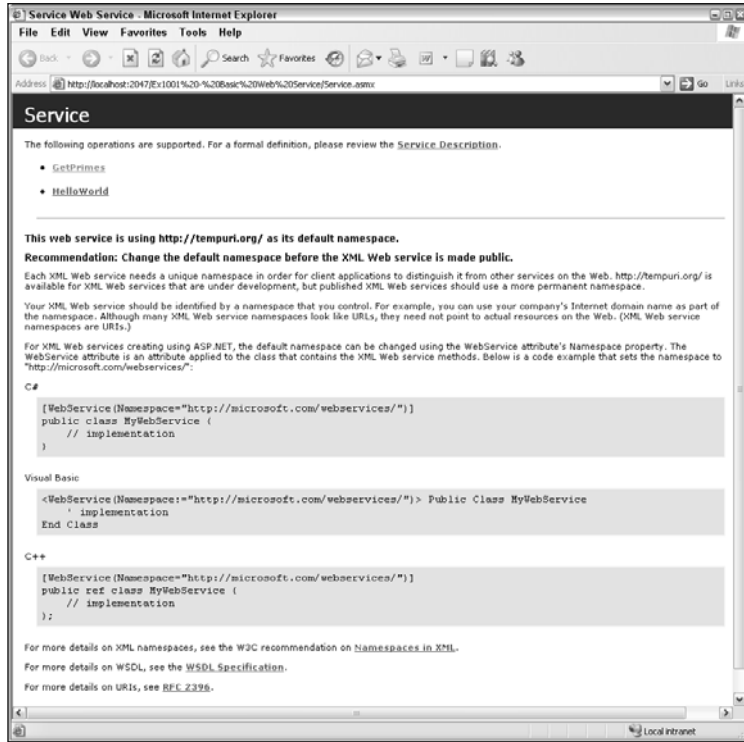 Service Web Service - Microsoft Internet Explorer
File Edit View Favorites Tools Help
Back Search Favorites
Address http://localhost:2047/Ex1001%20-%20Basic%20Web%20Service/Service.asmx Go Links
Service
The following operations are supported. For a formal definition, please review the Service Description.
• GetPrimes
• HelloWorld
This web service is using http://tempuri.org/ as its default namespace.
Recommendation: Change the default namespace before the XML Web service is made public.
Each XML Web service needs a unique namespace in order for client applications to distinguish it from other services on the Web. http://tempuri.org/ is
available for XML Web services that are under development, but published XML Web services should use a more permanent namespace.
Your XML Web service should be identified by a namespace that you control. For example, you can use your company's Internet domain name as part of
the namespace. Although many XML Web service namespaces look like URLs, they need not point to actual resources on the Web. (XML Web service
namespaces are URIs.)
For XML Web services creating using ASP.NET, the default namespace can be changed using the WebService attribute's Namespace property. The
WebService attribute is an attribute applied to the class that contains the XML Web service methods. Below is a code example that sets the namespace to
"http://microsoft.com/webservices/":
C#
[WebService(Namespace="http://microsoft.com/webservices/")]
public class MyWebService {
// implementation
}
Visual Basic
<WebService(Namespace:="http://microsoft.com/webservices/")> Public Class MyWebService
' implementation
End Class
C++
[WebService(Namespace="http://microsoft.com/webservices/")]
public ref class MyWebService {
// implementation
};
For more details on XML namespaces, see the W3C recommendation on Namespaces in XML.
For more details on WSDL, see the WSDL Specification.
For more details on URIs, see RFC 2396.
Local intranet